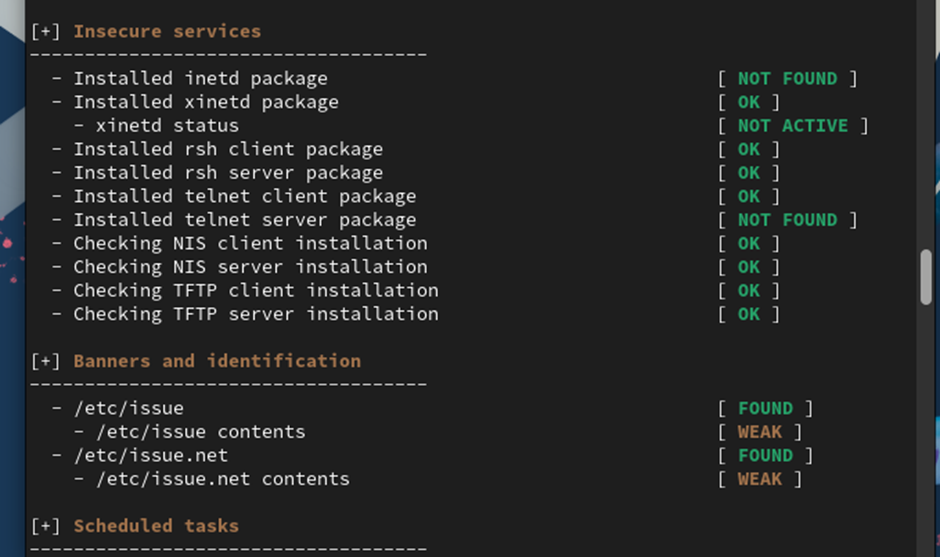 [+] Insecure services
------------------------------------
- Installed inetd package [ NOT FOUND ]
- Installed xinetd package [ OK ]
- xinetd status [ NOT ACTIVE ]
- Installed rsh client package [ OK ]
- Installed rsh server package [ OK ]
- Installed telnet client package [ OK ]
- Installed telnet server package [ NOT FOUND ]
- Checking NIS client installation [ OK ]
- Checking NIS server installation [ OK ]
- Checking TFTP client installation [ OK ]
- Checking TFTP server installation [ OK ]
[+] Banners and identification
------------------------------------
- /etc/issue [ FOUND ]
- /etc/issue contents [ WEAK ]
- /etc/issue.net [ FOUND ]
- /etc/issue.net contents [ WEAK ]
[+] Scheduled tasks
------------------------------------